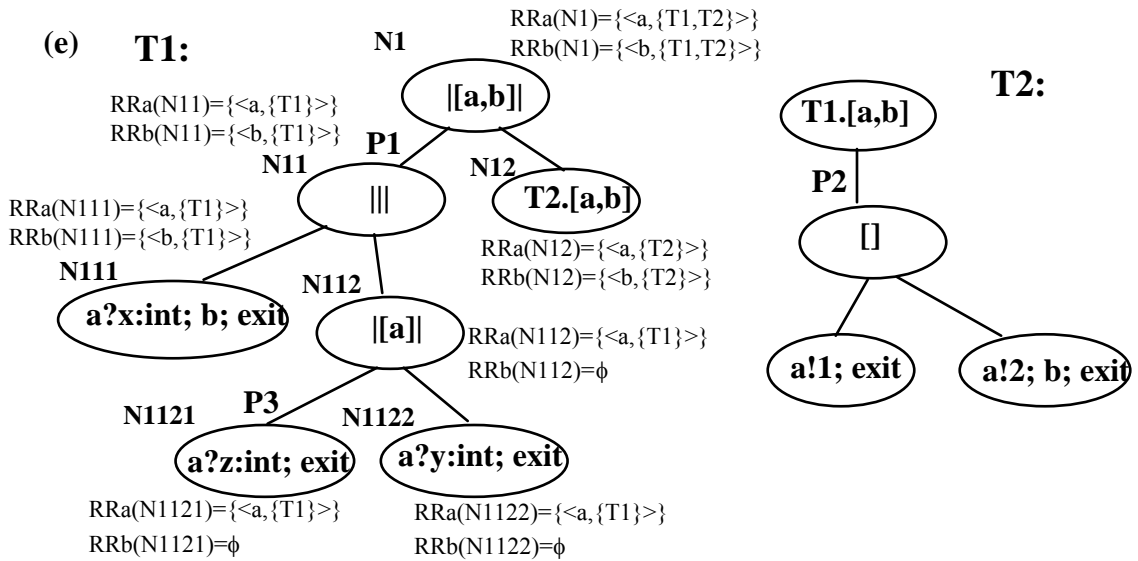 (e) T1:
N1
RRa(N1)={<a,{T1,T2}>}
RRb(N1)={<b,{T1,T2}>}
|[a,b]|
RRa(N11)={<a,{T1}>}
RRb(N11)={<b,{T1}>}
P1
N11
|||
N12
T2.[a,b]
RRa(N12)={<a,{T2}>}
RRb(N12)={<b,{T2}>}
RRa(N111)={<a,{T1}>}
RRb(N111)={<b,{T1}>}
N111
a?x:int; b; exit
N112
|[a]|
RRa(N112)={<a,{T1}>}
RRb(N112)=ϕ
N1121
P3
a?z:int; exit
RRa(N1121)={<a,{T1}>}
RRb(N1121)=ϕ
N1122
a?y:int; exit
RRa(N1122)={<a,{T1}>}
RRb(N1122)=ϕ
T2:
T1.[a,b]
P2
[]
a!1; exit
a!2; b; exit